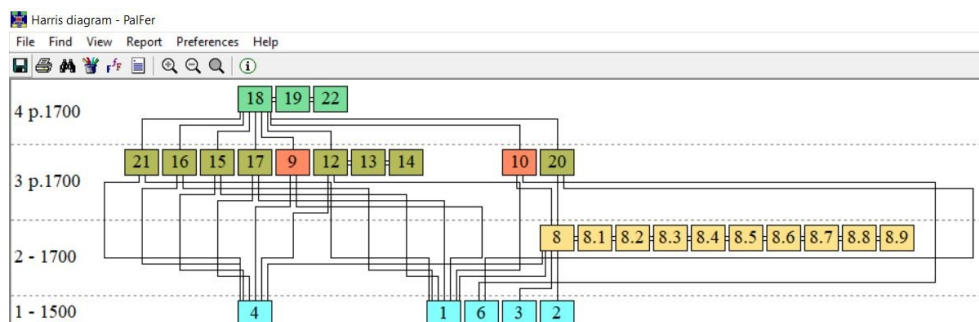 Harris diagram - PalFer
File Find View Report Preferences Help
4 p.1700 18 19 22
3 p.1700 21 16 15 17 9 12 13 14 10 20
2 - 1700 8 8.1 8.2 8.3 8.4 8.5 8.6 8.7 8.8 8.9
1 - 1500 4 1 6 3 2